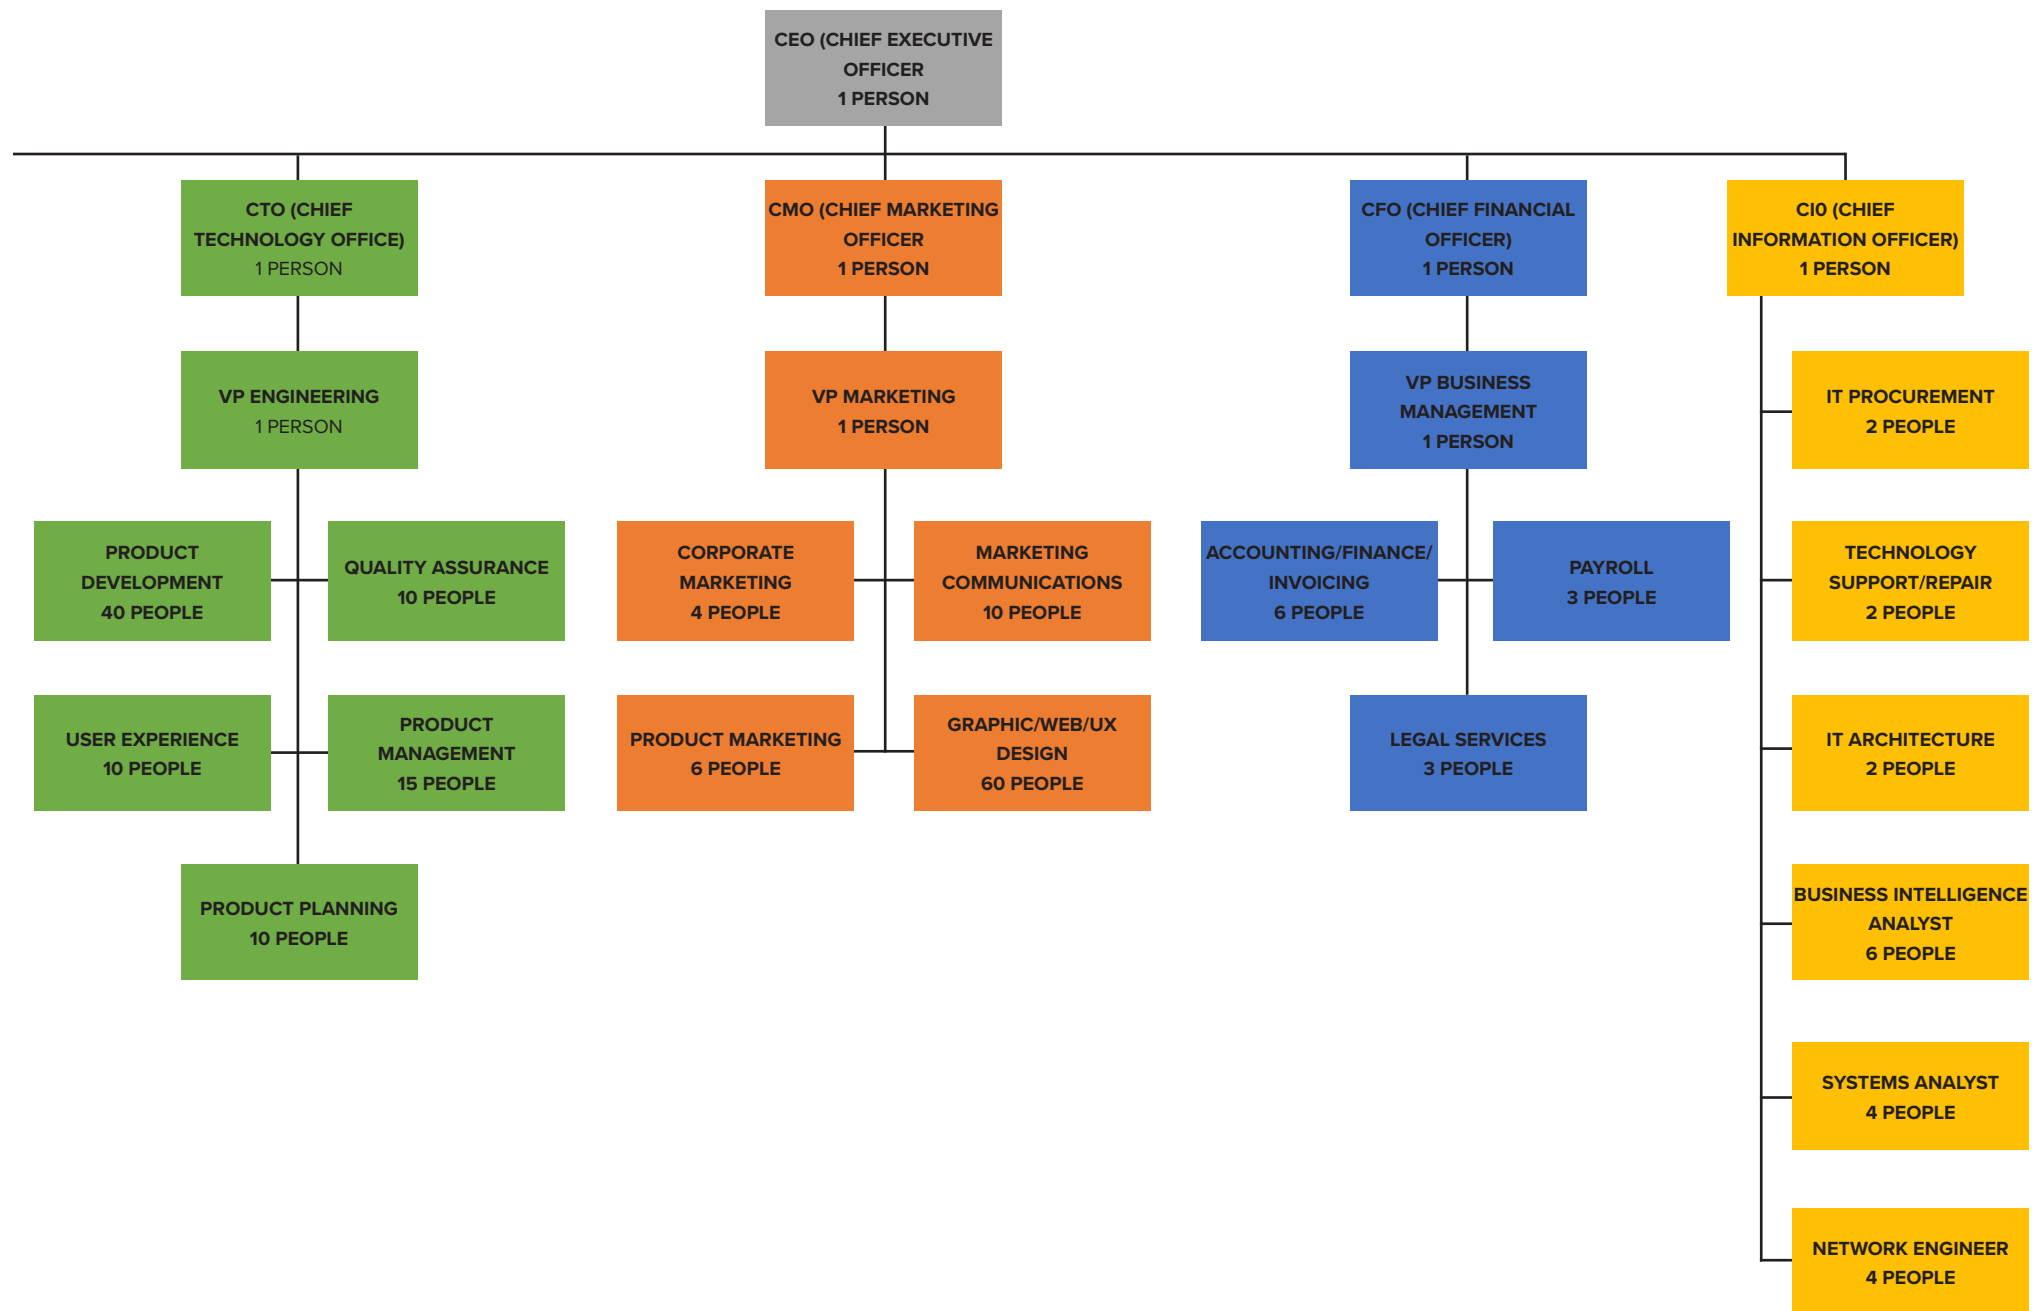 CEO (CHIEF EXECUTIVE
OFFICER
1 PERSON
CTO (CHIEF
TECHNOLOGY OFFICE)
1 PERSON
CMO (CHIEF MARKETING
OFFICER
1 PERSON
CFO (CHIEF FINANCIAL
OFFICER)
1 PERSON
CI0 (CHIEF
INFORMATION OFFICER)
1 PERSON
VP ENGINEERING
1 PERSON
VP MARKETING
1 PERSON
VP BUSINESS
MANAGEMENT
1 PERSON
IT PROCUREMENT
2 PEOPLE
PRODUCT
DEVELOPMENT
40 PEOPLE
QUALITY ASSURANCE
10 PEOPLE
CORPORATE
MARKETING
4 PEOPLE
MARKETING
COMMUNICATIONS
10 PEOPLE
ACCOUNTING/FINANCE/
INVOICING
6 PEOPLE
PAYROLL
3 PEOPLE
TECHNOLOGY
SUPPORT/REPAIR
2 PEOPLE
USER EXPERIENCE
10 PEOPLE
PRODUCT
MANAGEMENT
15 PEOPLE
PRODUCT MARKETING
6 PEOPLE
GRAPHIC/WEB/UX
DESIGN
60 PEOPLE
LEGAL SERVICES
3 PEOPLE
IT ARCHITECTURE
2 PEOPLE
PRODUCT PLANNING
10 PEOPLE
BUSINESS INTELLIGENCE
ANALYST
6 PEOPLE
SYSTEMS ANALYST
4 PEOPLE
NETWORK ENGINEER
4 PEOPLE